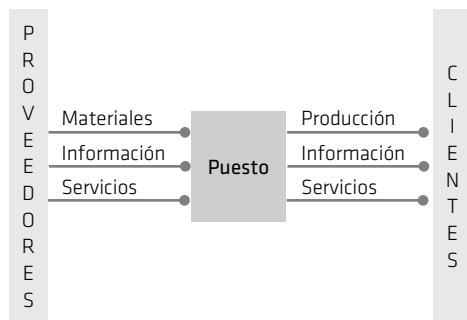 PROVEEDORES
Materiales
Información
Servicios
Puesto
Producción
Información
Servicios
CLIENTES